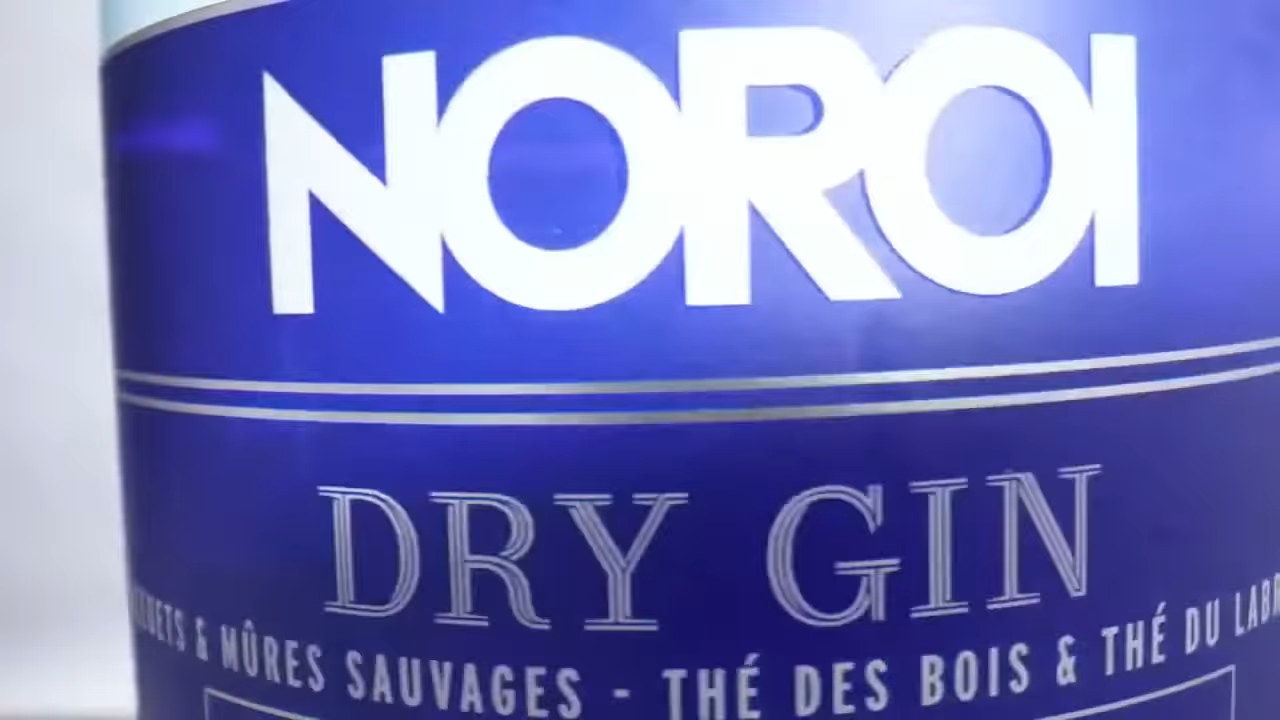 NOROI
DRY GIN
& MÛRES SAUVAGES - THÉ DES BOIS & THÉ DU